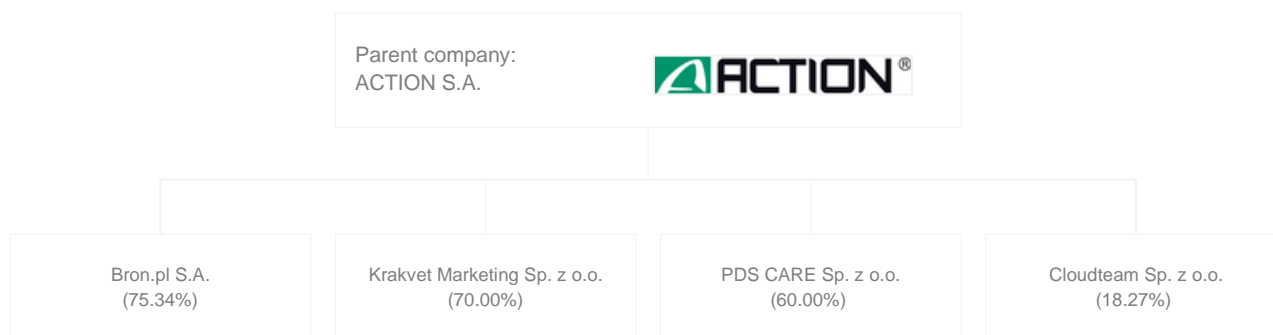 Parent company:
ACTION S.A.
ACTION®
Bron.pl S.A.
(75.34%)
Krakvet Marketing Sp. z o.o.
(70.00%)
PDS CARE Sp. z o.o.
(60.00%)
Cloudteam Sp. z o.o.
(18.27%)